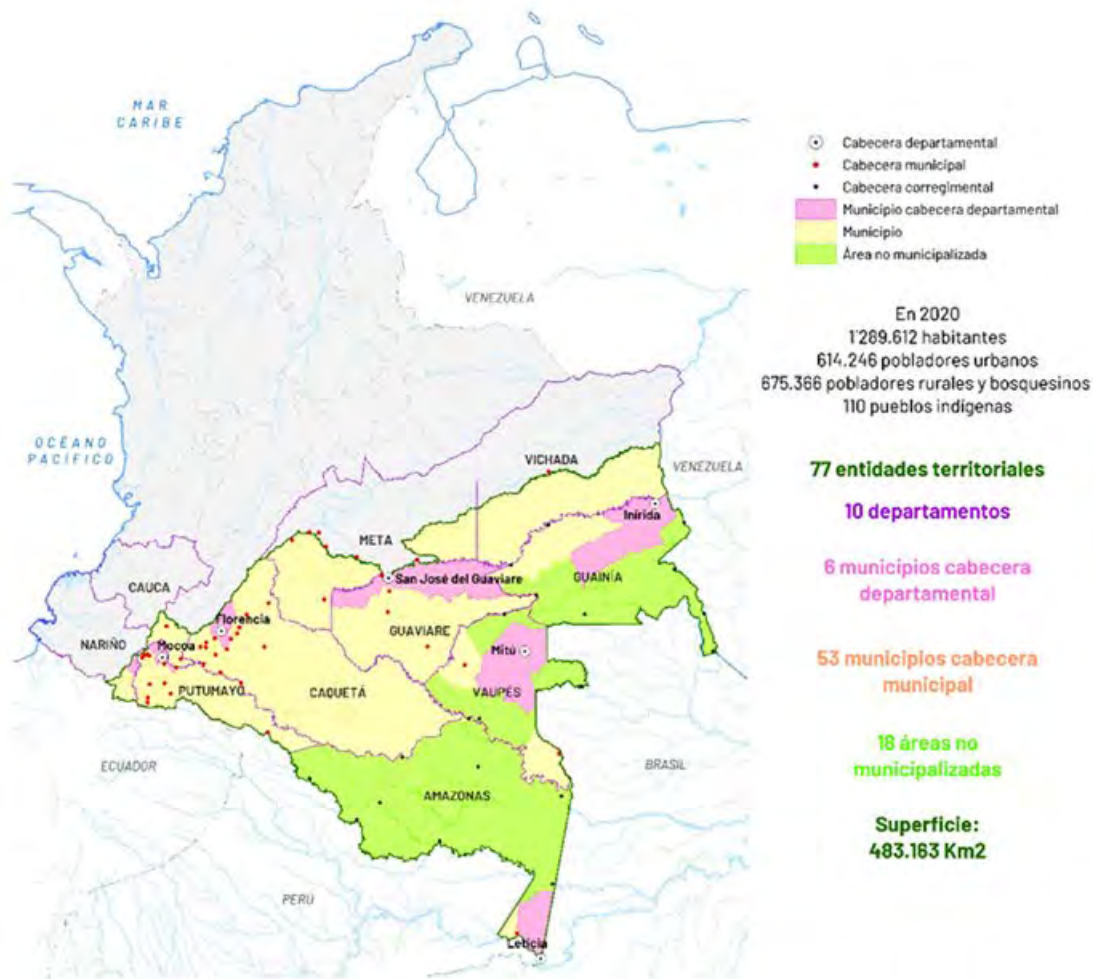 MAR
CARIBE
Cabecera departamental
Cabecera municipal
Cabecera corregimental
Municipio cabecera departamental
Municipio
Área no municipalizada
VENEZUELA
En 2020
1'289.612 habitantes
614.246 pobladores urbanos
675.366 pobladores rurales y bosquesinos
110 pueblos indígenas
OCÉANO
PACÍFICO
VICHADA
VENEZUELA
77 entidades territoriales
10 departamentos
Inírida
META
San José del Guaviare
GUAINÍA
CAUCA
6 municipios cabecera
departamental
Florencia
GUAVIARE
NARIÑO
Mocoa
Mitú
53 municipios cabecera
municipal
PUTUMAYO
CAQUETÁ
VAUPÉS
18 áreas no
municipalizadas
ECUADOR
BRASIL
AMAZONAS
Superficie:
483.163 Km2
PERÚ
Leticia